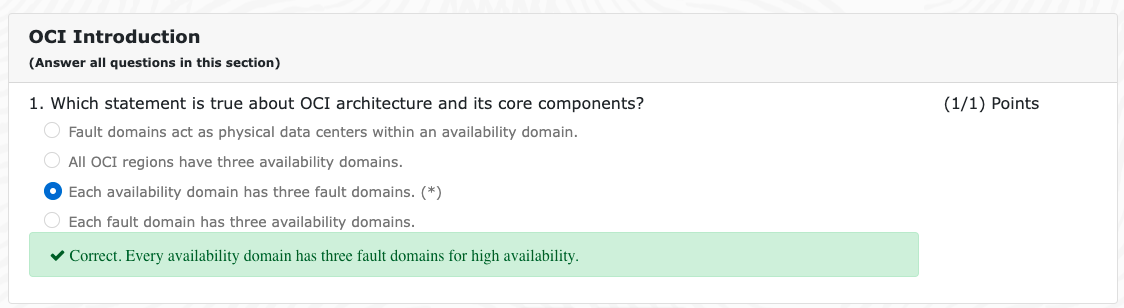 OCI Introduction
(Answer all questions in this section)
1. Which statement is true about OCI architecture and its core components? (1/1) Points
Fault domains act as physical data centers within an availability domain.
All OCI regions have three availability domains.
Each availability domain has three fault domains. (*)
Each fault domain has three availability domains.
Correct. Every availability domain has three fault domains for high availability.